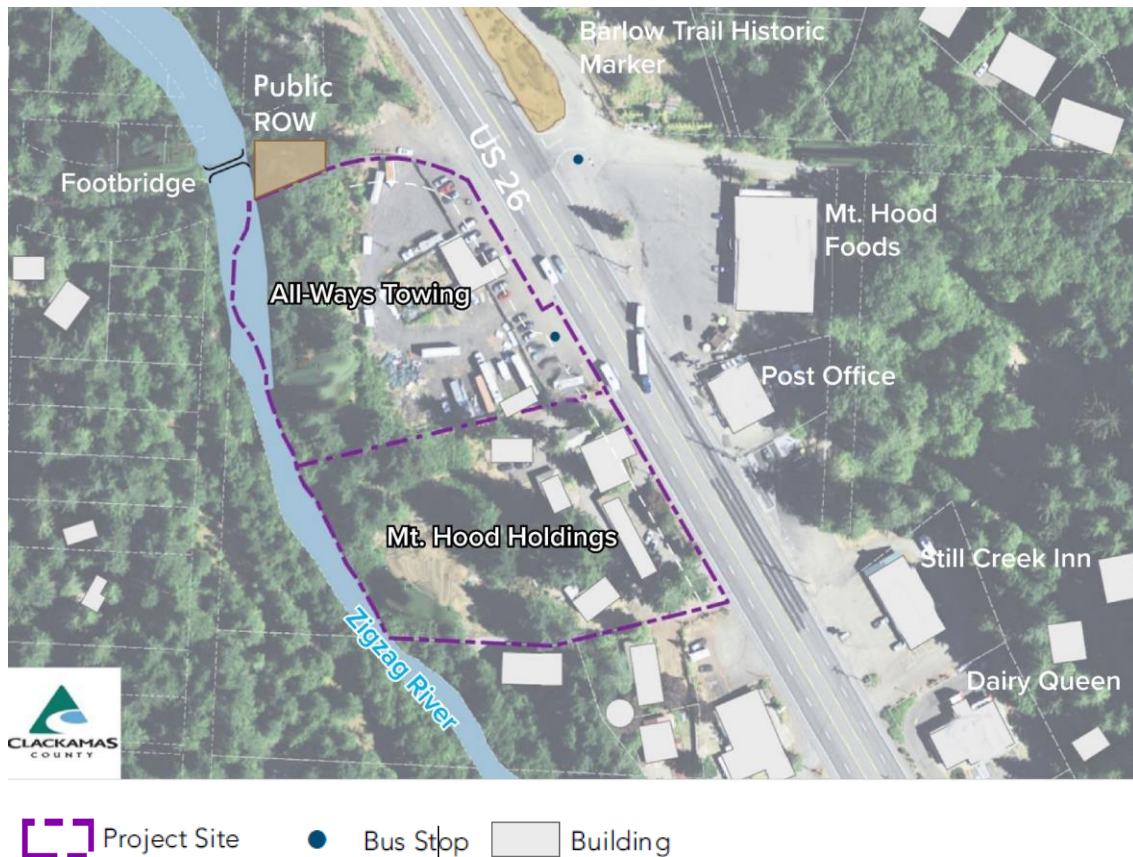 Barlow Trail Historic
Marker
Public
ROW
US 26
Footbridge
Mt. Hood
Foods
All-Ways Towing
Post Office
Mt. Hood Holdings
Still Creek Inn
Zigzag River
Dairy Queen
CLACKAMAS
COUNTY
Project Site
Bus Stop
Building